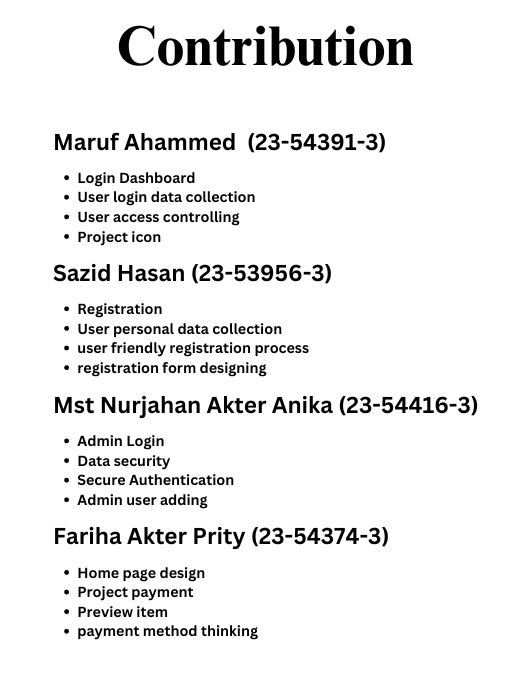 Contribution
Maruf Ahammed (23-54391-3)
• Login Dashboard
• User login data collection
• User access controlling
• Project icon
Sazid Hasan (23-53956-3)
• Registration
• User personal data collection
• user friendly registration process
• registration form designing
Mst Nurjahan Akter Anika (23-54416-3)
• Admin Login
• Data security
• Secure Authentication
• Admin user adding
Fariha Akter Prity (23-54374-3)
• Home page design
• Project payment
• Preview item
• payment method thinking